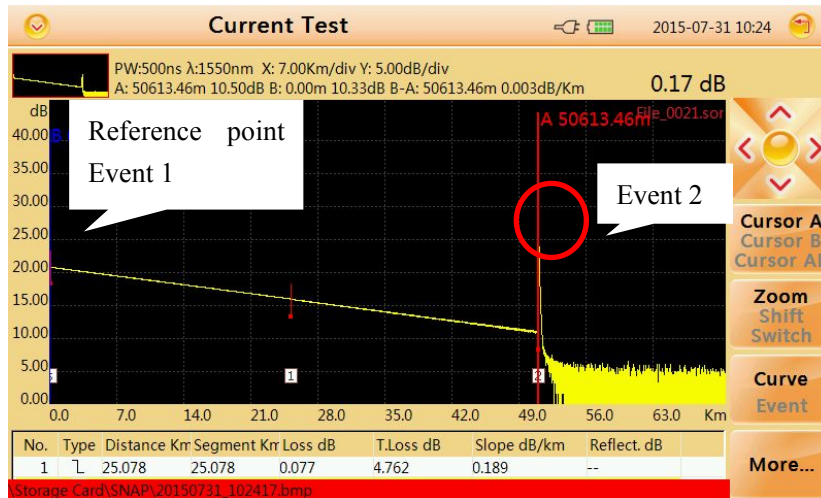 Current Test
2015-07-31 10:24
PW:500ns λ:1550nm X: 7.00Km/div Y: 5.00dB/div
A: 50613.46m 10.50dB B: 0.00m 10.33dB B-A: 50613.46m 0.003dB/Km
0.17 dB
dB
A 50613.46m
File_0021.sor
Reference point
Event 1
Event 2
40.00
35.00
30.00
25.00
20.00
15.00
10.00
5.00
0.00
1
2
0.0 7.0 14.0 21.0 28.0 35.0 42.0 49.0 56.0 63.0 Km
Cursor A
Cursor B
Cursor AB
Zoom
Shift
Switch
Curve
Event
More...
No. Type Distance Km Segment Km Loss dB T.Loss dB Slope dB/km Reflect. dB
1 25.078 25.078 0.077 4.762 0.189 --
\Storage Card\SNAP\20150731_102417.bmp